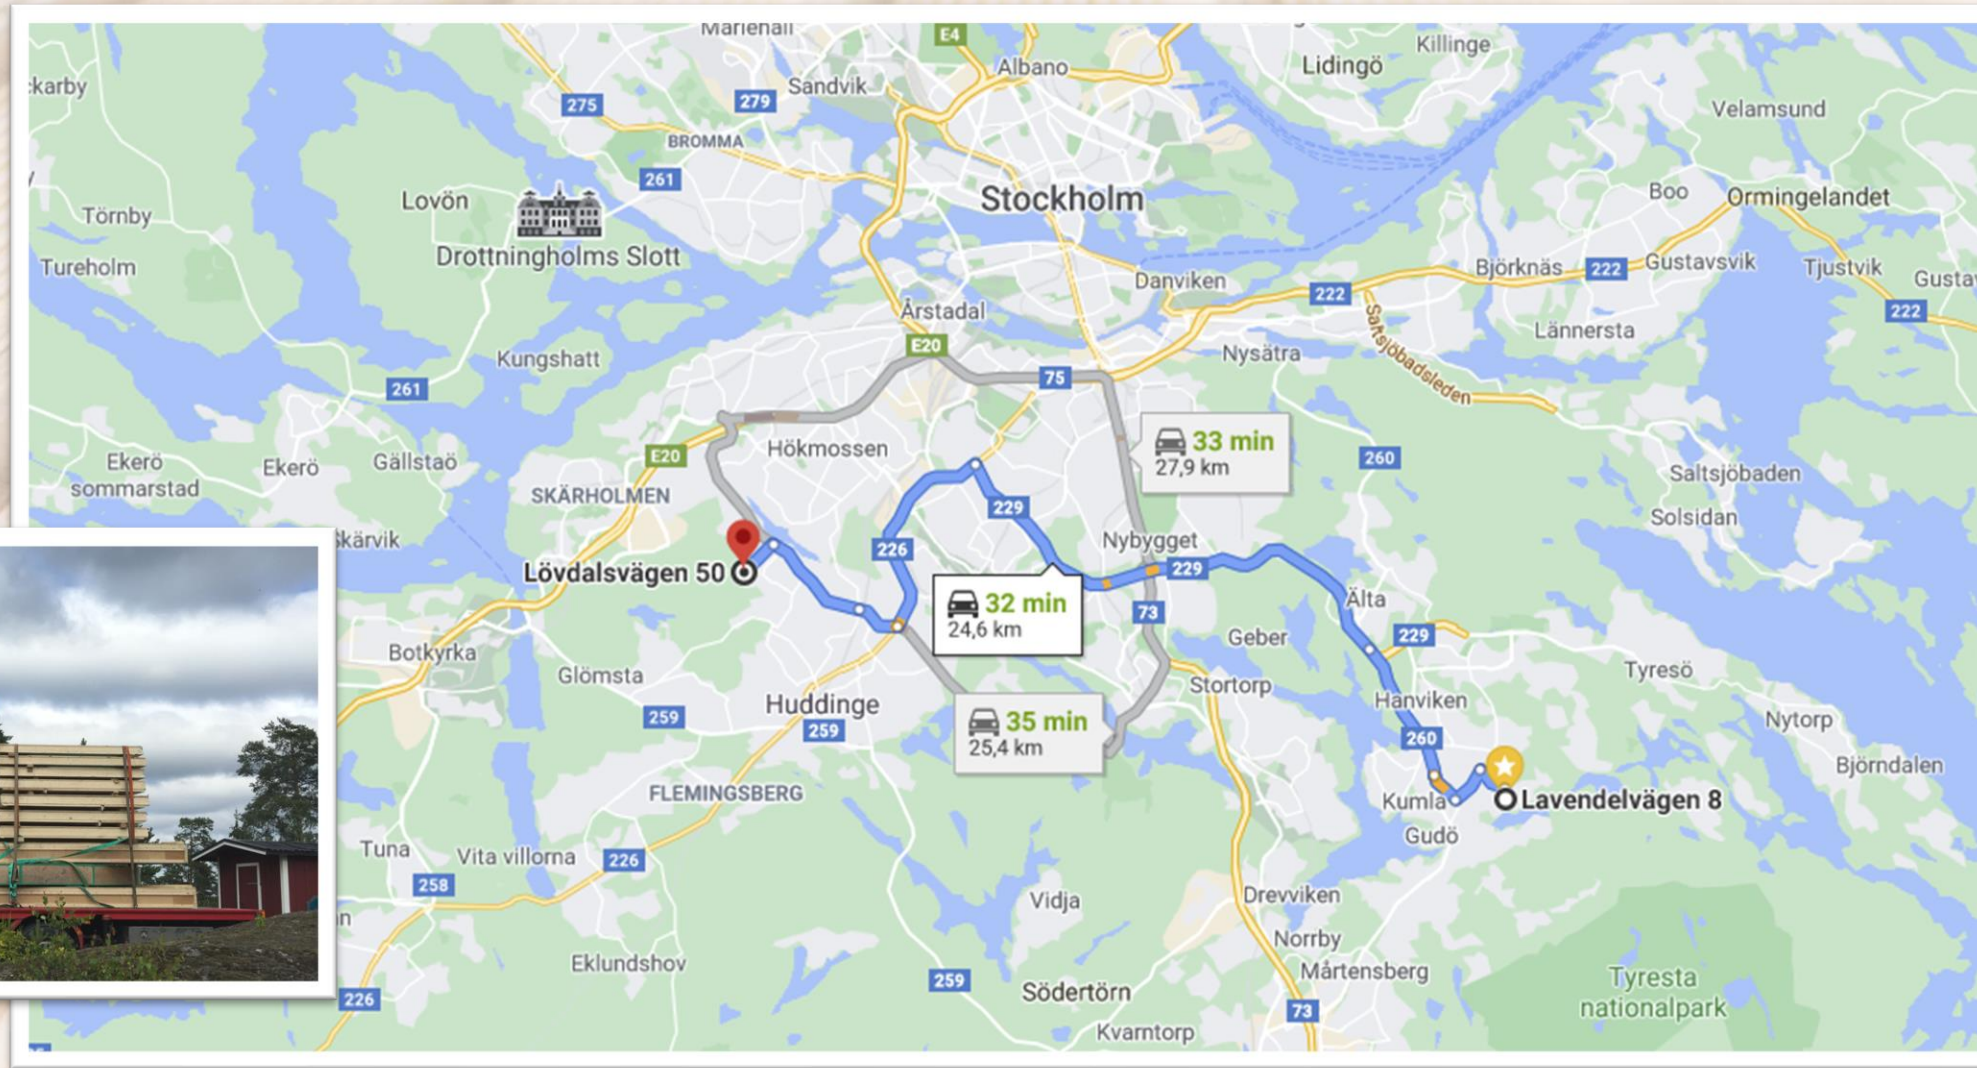 Mariehäll
E4
Killinge
Albano
Lidingö
Sandvik
279
275
Velamsund
BROMMA
261
Boo
Ormingelandet
Lovön
Stockholm
Törnby
Drottningholms Slott
Tureholm
Björknäs
222
Gustavsvik
Tjustvik
Danviken
222
222
Årstadal
Lännersta
E20
Nysätra
Saltsjöbadsleden
Kungshatt
75
261
33 min
27,9 km
Hökmossen
E20
260
Ekerö
sommarstad
Ekerö
Gällstaö
Saltsjöbaden
SKÄRHOLMEN
229
Solsidan
Nybygget
226
229
Lövdalsvägen 50
32 min
24,6 km
73
Älta
229
Geber
Botkyrka
Glömsta
Tyresö
Stortorp
Hanviken
Huddinge
259
259
35 min
25,4 km
Nytorp
260
Björndalen
FLEMINGSBERG
Kumla
Lavendelvägen 8
Gudö
Tuna
Vita villorna
226
258
Drevviken
Vidja
Norrby
Eklundshov
Mårtensberg
259
Södertörn
Tyresta
nationalpark
226
73
Kvarntorp